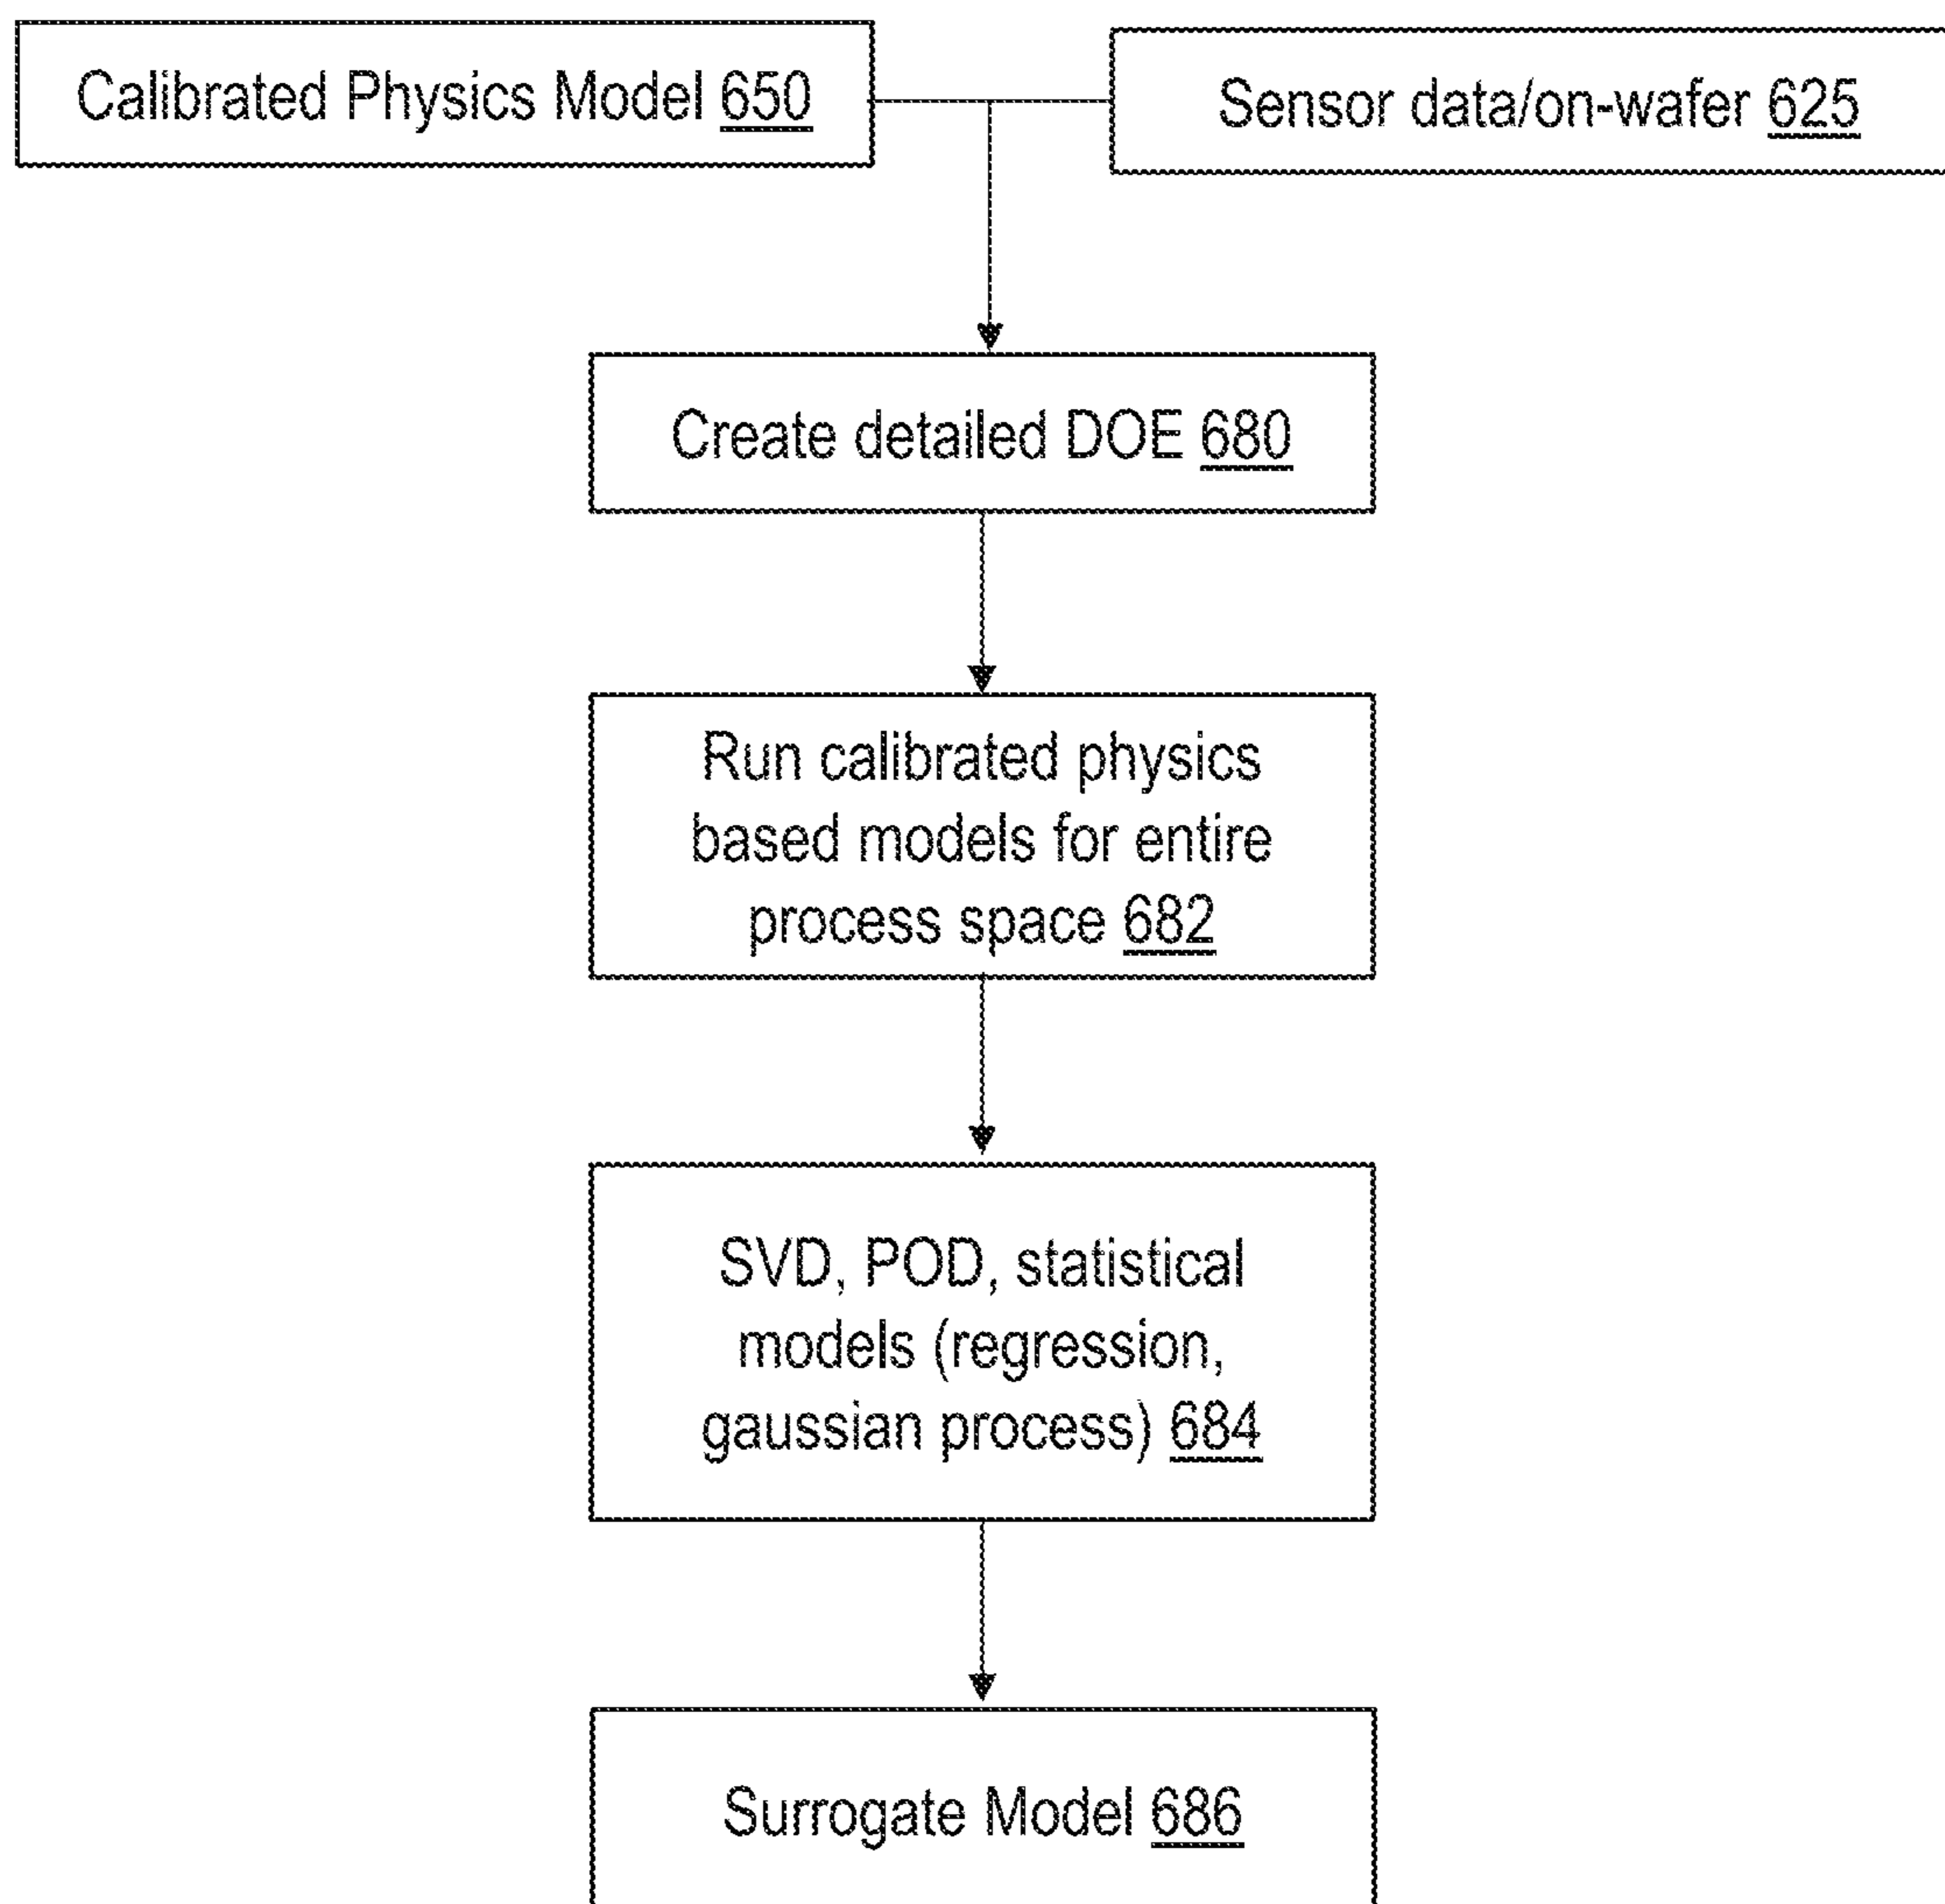 Calibrated Physics Model 650
Sensor data/on-wafer 625
Create detailed DOE 680
Run calibrated physics
based models for entire
process space 682
SVD, POD, statistical
models (regression,
gaussian process) 684
Surrogate Model 686